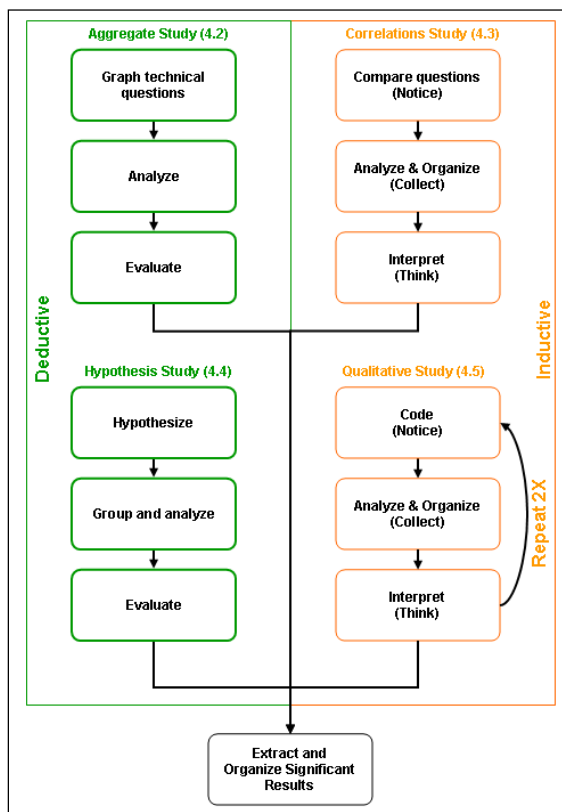 Aggregate Study (4.2)
Graph technical
questions
Analyze
Evaluate
Correlations Study (4.3)
Compare questions
(Notice)
Analyze & Organize
(Collect)
Interpret
(Think)
Deductive
Inductive
Hypothesis Study (4.4)
Hypothesize
Group and analyze
Evaluate
Qualitative Study (4.5)
Code
(Notice)
Analyze & Organize
(Collect)
Interpret
(Think)
Repeat 2X
Extract and
Organize Significant
Results